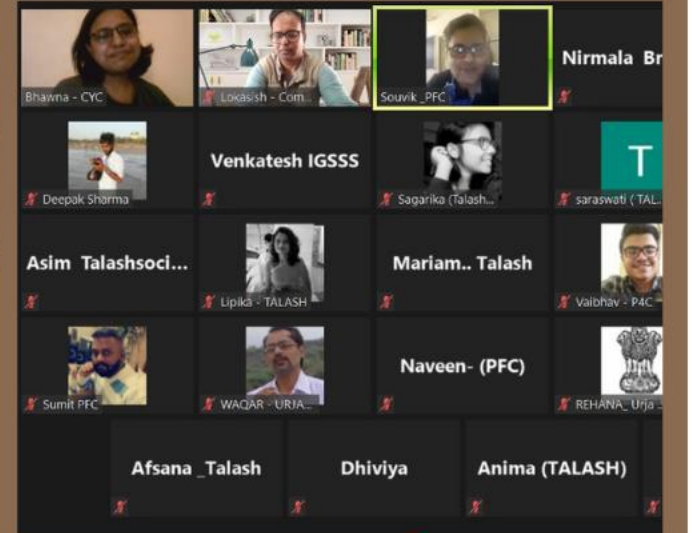 Bhawna - CYC
Lokasish - Com...
Souvik _PFC
Nirmala Br
Deepak Sharma
Venkatesh IGSSS
Sagarika (Talash...
T
saraswati ( TAL...
Asim Talashsoci...
Lipika - TALASH
Mariam.. Talash
Vaibhav - P4C
Sumit PFC
WAQAR - URJA...
Naveen- (PFC)
REHANA_ Urja ...
Afsana _Talash
Dhiviya
Anima (TALASH)